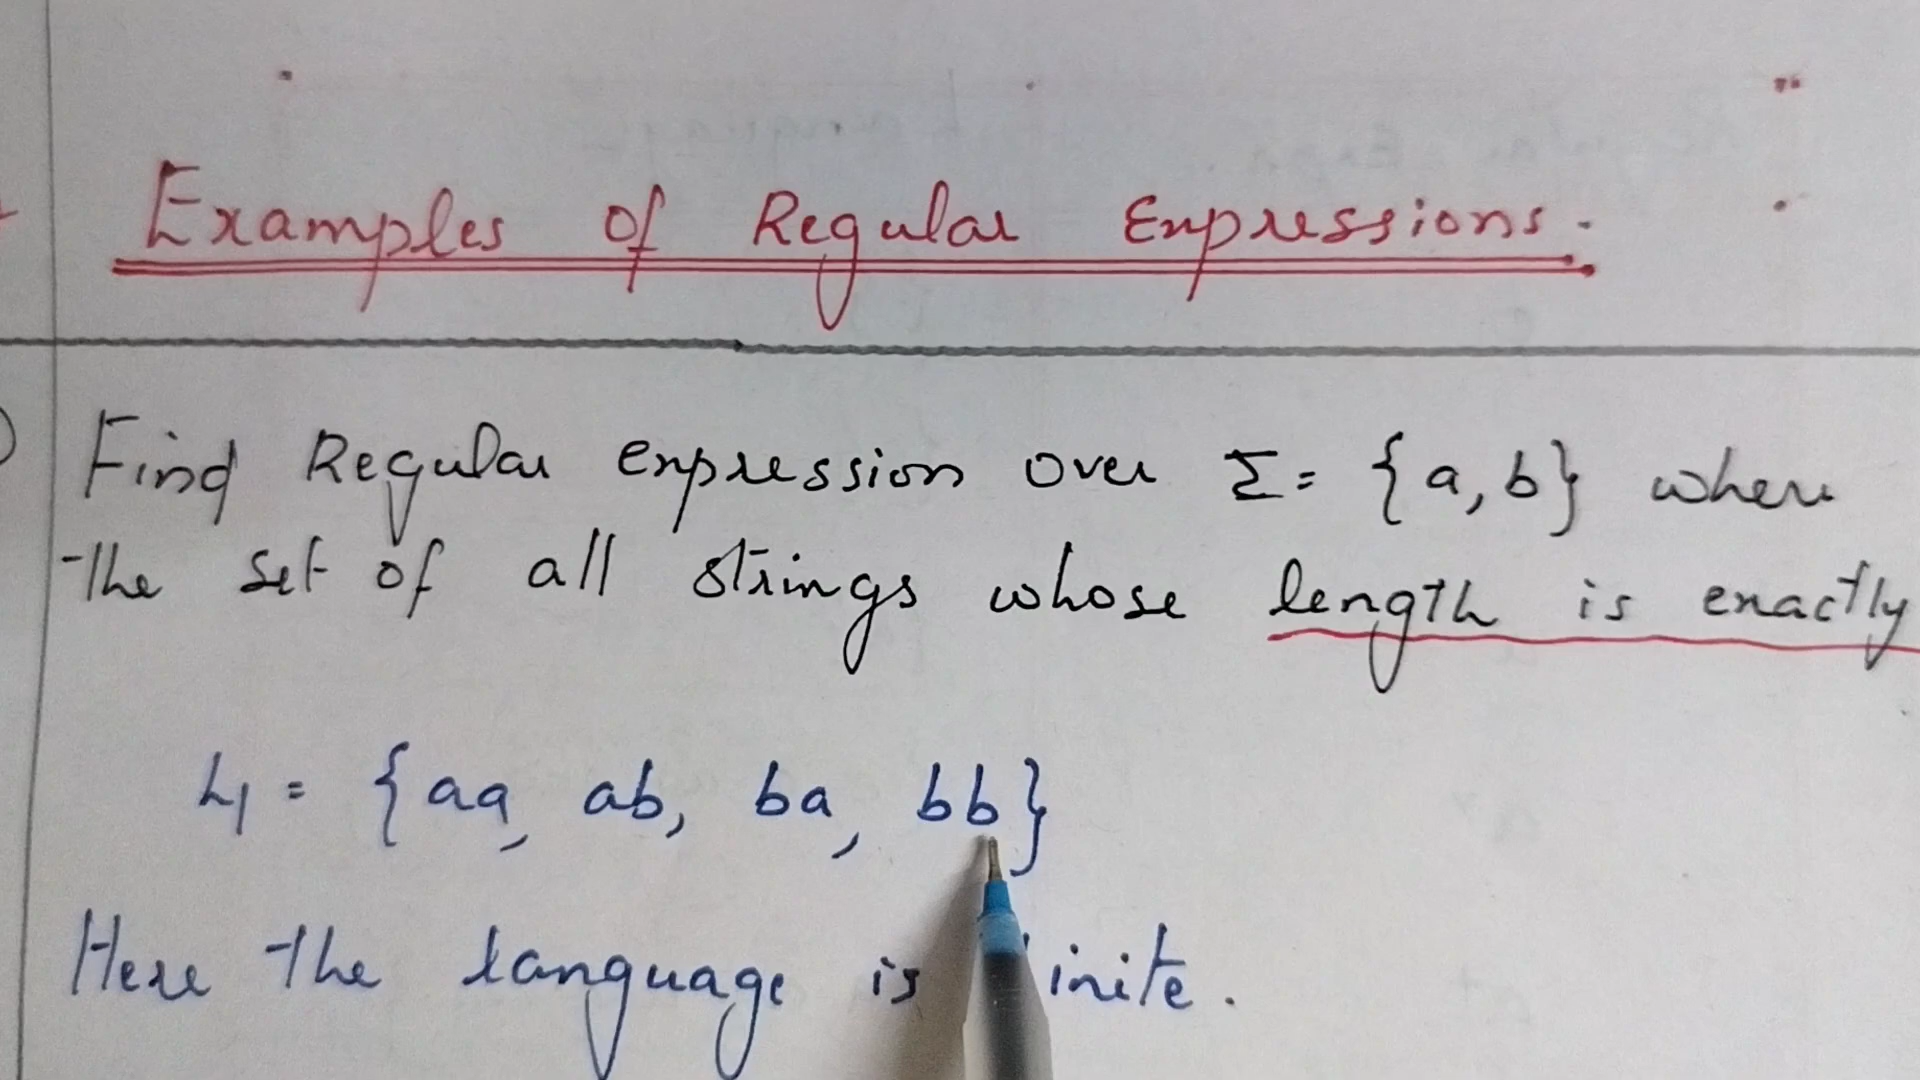 Examples of Regular Expressions.
Find Regular expression over Σ = {a, b} where
the set of all strings whose length is exactly
L1 = {aa, ab, ba, bb}
Here the language is inite.